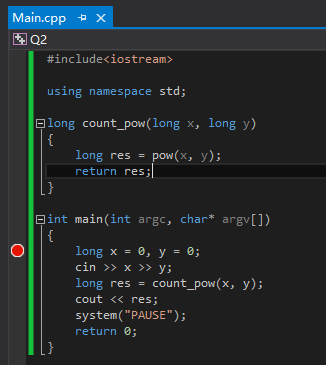 Main.cpp
Q2
#include<iostream>
using namespace std;
long count_pow(long x, long y)
{
long res = pow(x, y);
return res;
}
int main(int argc, char* argv[])
{
long x = 0, y = 0;
cin >> x >> y;
long res = count_pow(x, y);
cout << res;
system("PAUSE");
return 0;
}